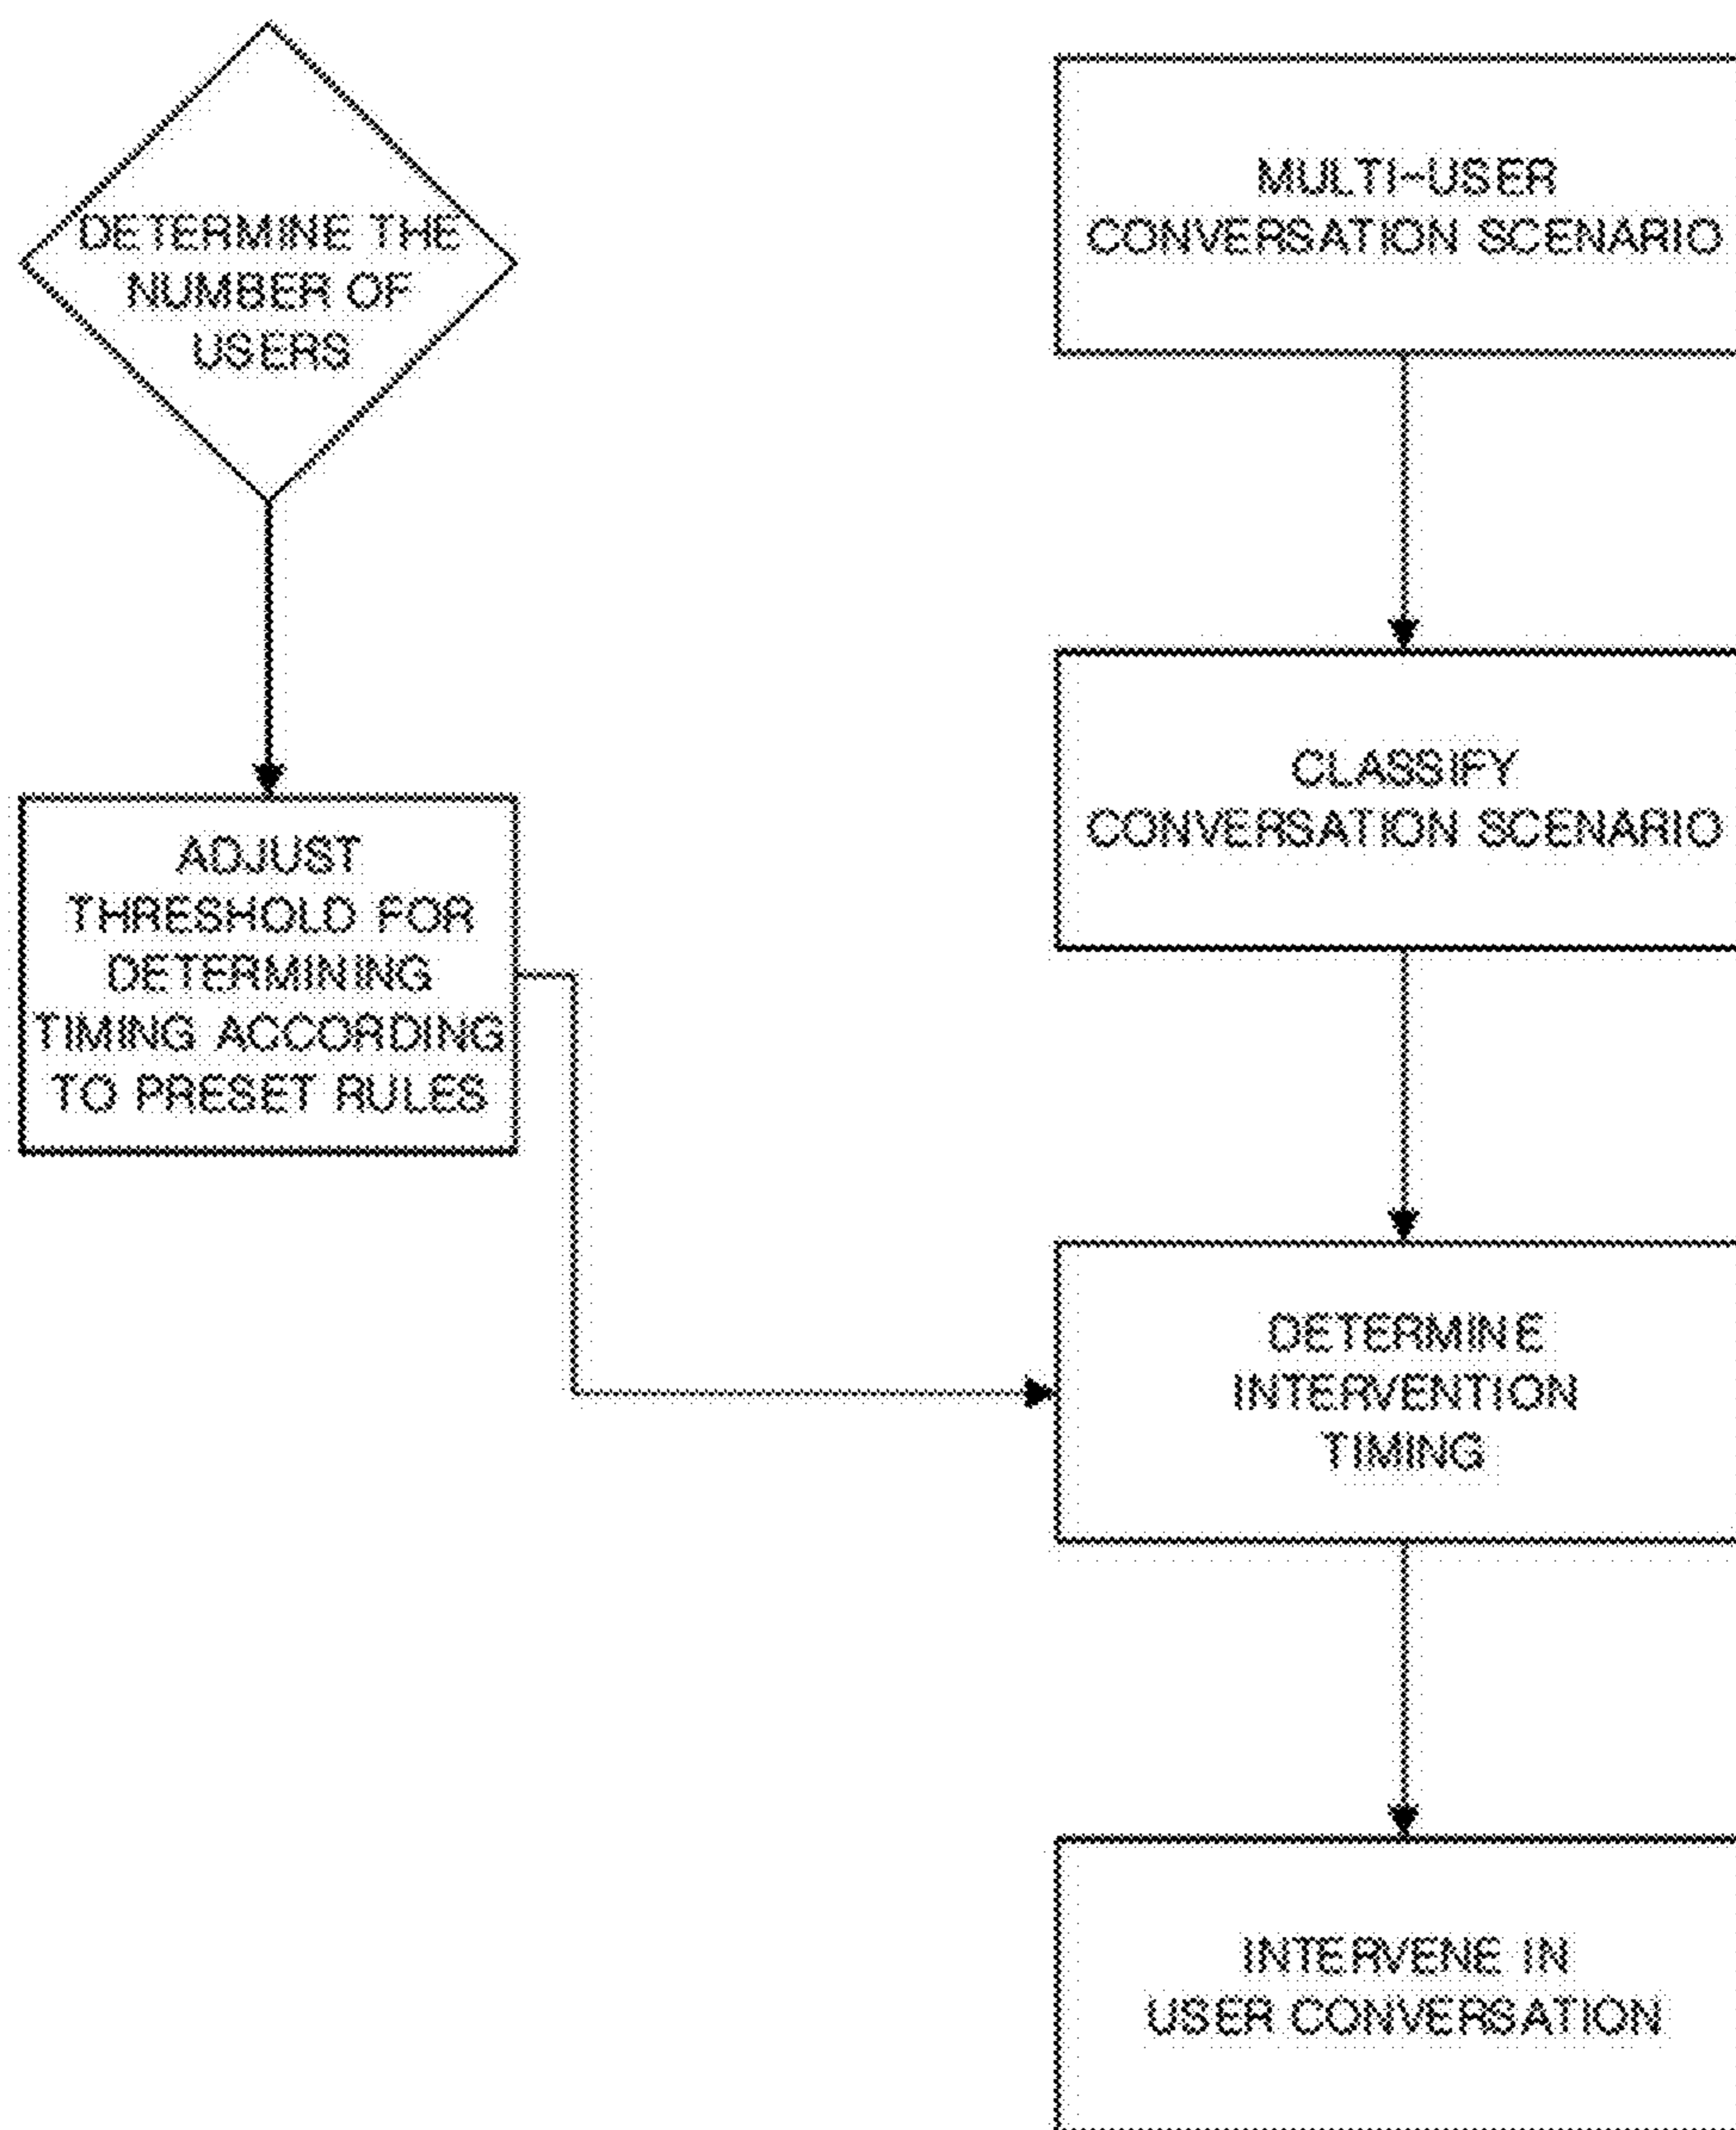 DETERMINE THE
NUMBER OF
USERS
ADJUST
THRESHOLD FOR
DETERMINING
TIMING ACCORDING
TO PRESET RULES
MULTI-USER
CONVERSATION SCENARIO
CLASSIFY
CONVERSATION SCENARIO
DETERMINE
INTERVENTION
TIMING
INTERVENE IN
USER CONVERSATION